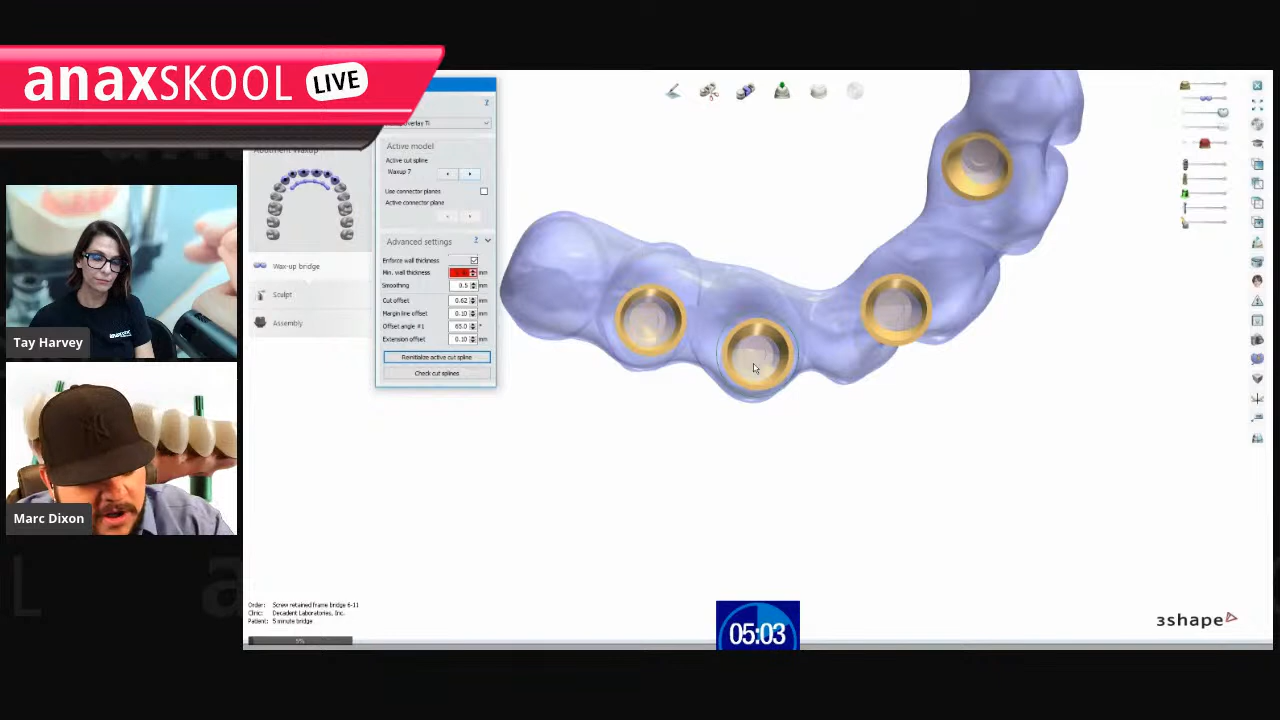 anaxSKOOL LIVE
Active model
Active cut spline
Waxup 7
Use connector planes
Active connector plane
Advanced settings
Enforce wall thickness
Min. wall thickness mm
Smoothing 0.5 mm
Cut offset 0.62 mm
Margin line offset 0.10 mm
Offset angle #1 65.0 °
Extension offset 0.10 mm
Reinitialize active cut spline
Check cut splines
Wax-up bridge
Sculpt
Assembly
Tay Harvey
Marc Dixon
Order: Screw retained frame bridge 6-11
Clinic: Decadent Laboratories, Inc.
Patient: 5 minute bridge
05:03
3shape